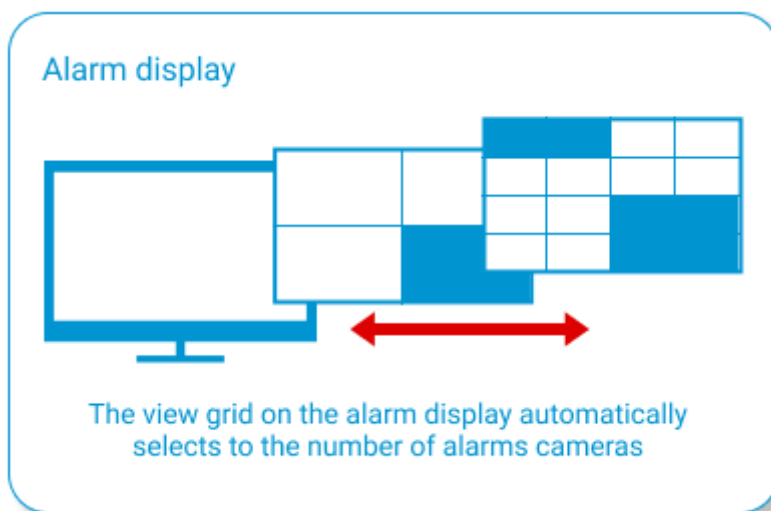 Alarm display
The view grid on the alarm display automatically
selects to the number of alarms cameras